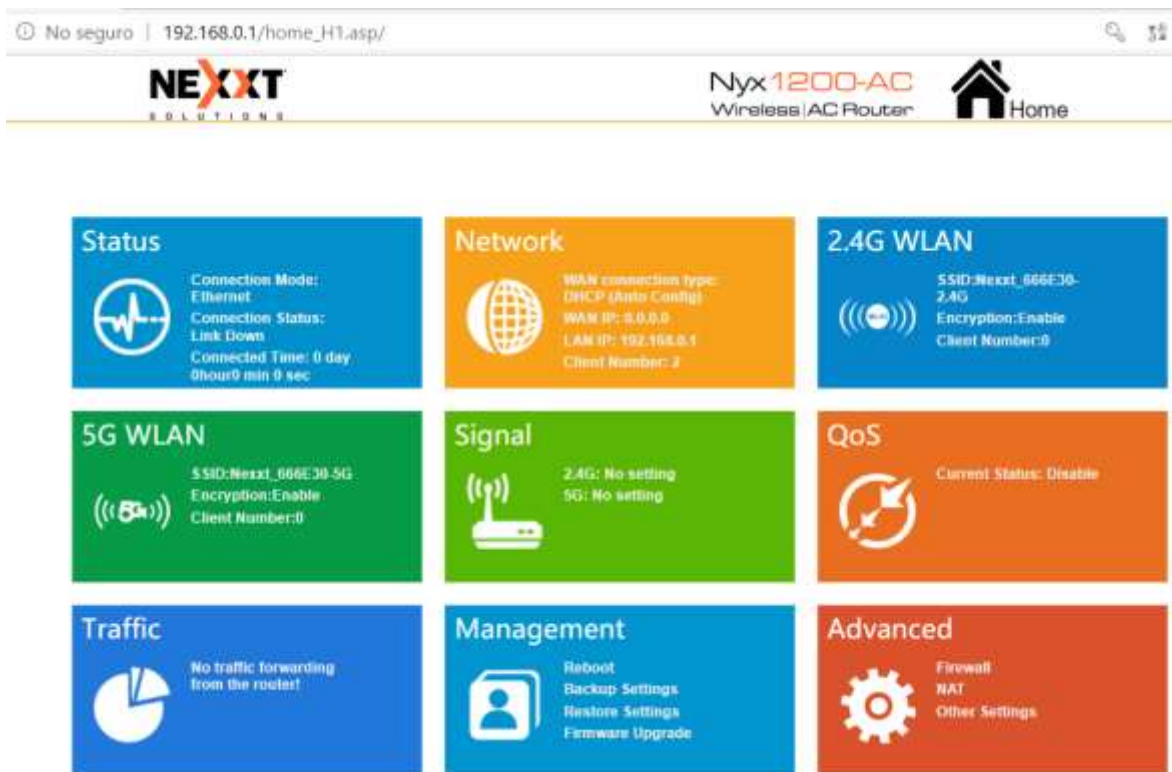 No seguro | 192.168.0.1/home_H1.asp/
NEXXT
SOLUTIONS
Nyx1200-AC
Wireless|AC Router
Home
Status
Connection Mode:
Ethernet
Connection Status:
Link Down
Connected Time: 0 day
0hour0 min 0 sec
Network
WAN connection type:
DHCP (Auto Config)
WAN IP: 0.0.0.0
LAN IP: 192.168.0.1
Client Number: 2
2.4G WLAN
SSID:Nexxt_666E30-
2.4G
Encryption:Enable
Client Number:0
5G WLAN
5G
SSID:Nexxt_666E30-5G
Encryption:Enable
Client Number:0
Signal
2.4G: No setting
5G: No setting
QoS
Current Status: Disable
Traffic
No traffic forwarding
from the router!
Management
Reboot
Backup Settings
Restore Settings
Firmware Upgrade
Advanced
Firewall
NAT
Other Settings